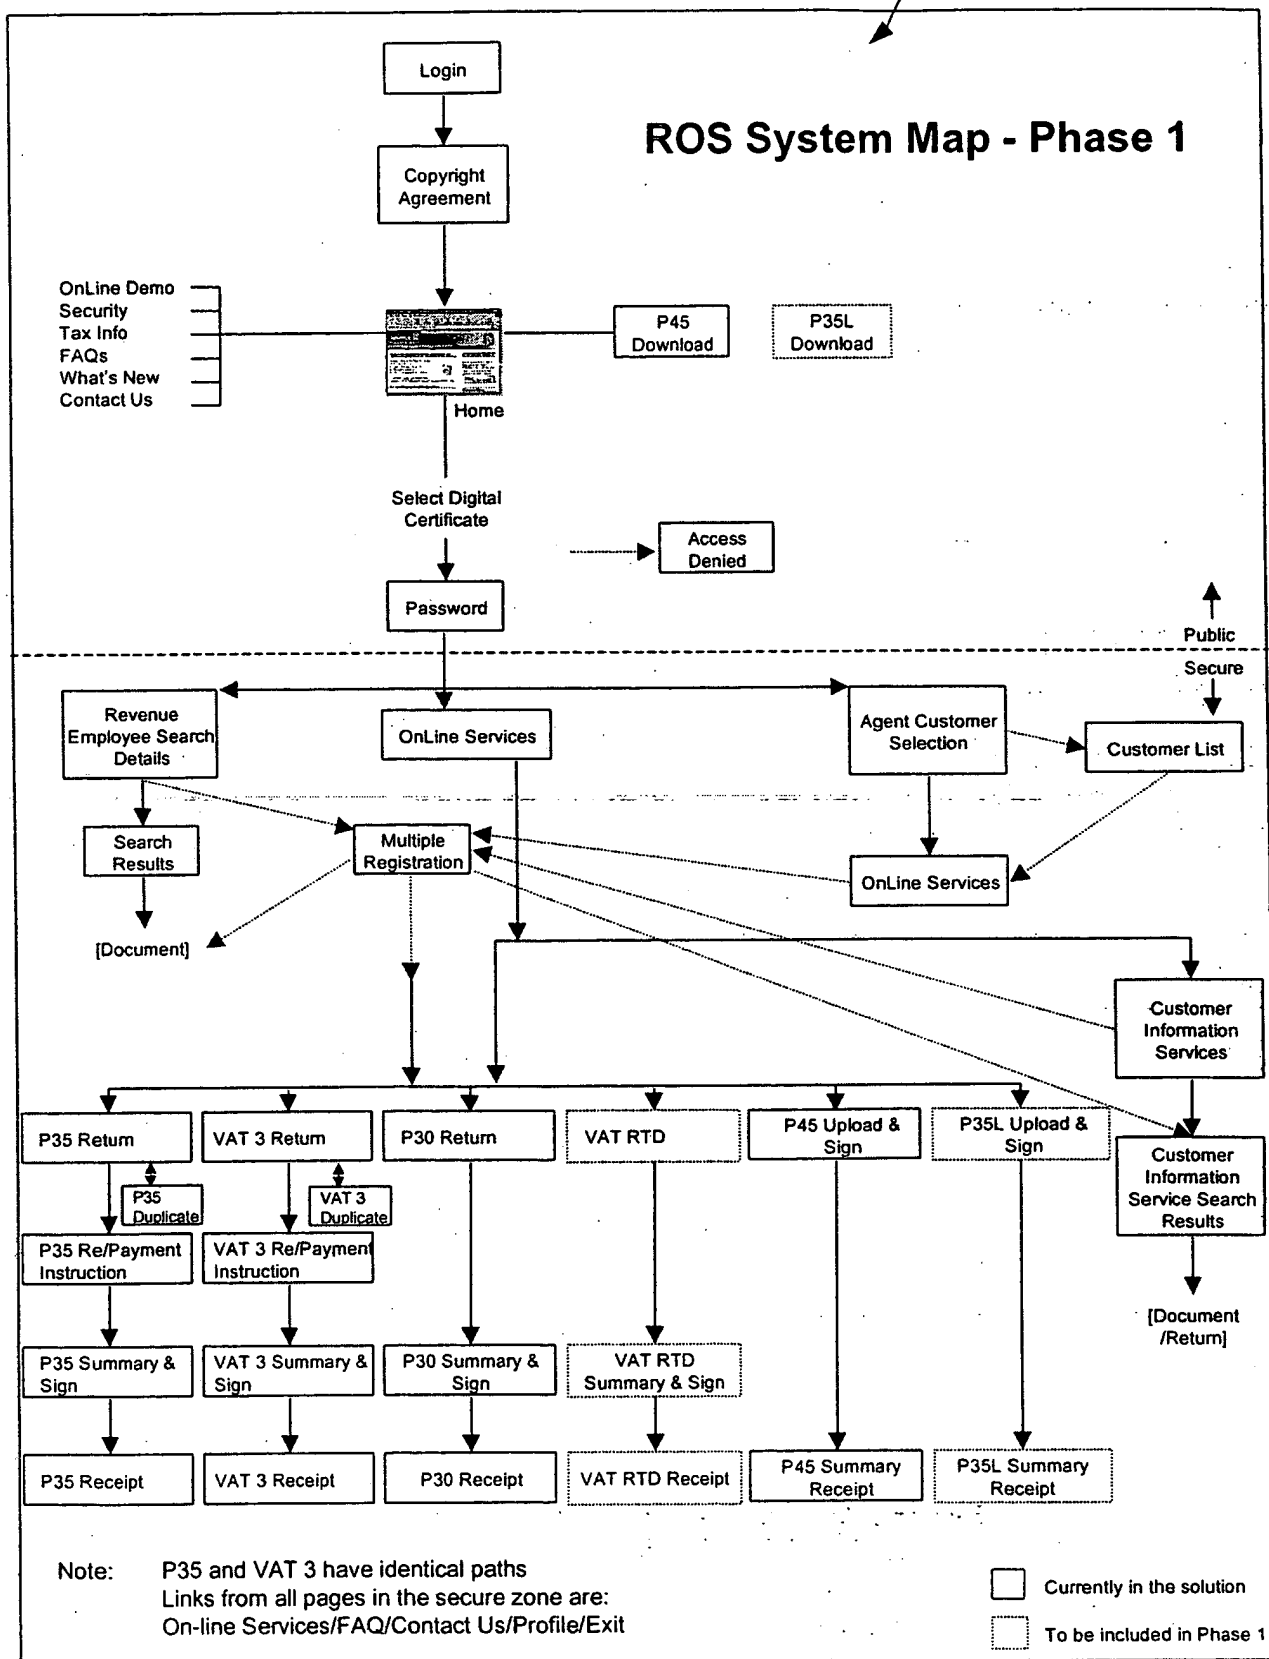 Login
ROS System Map - Phase 1
Copyright
Agreement
OnLine Demo
Security
Tax Info
FAQs
What's New
Contact Us
P45
Download
P35L
Download
Home
Select Digital
Certificate
Access
Denied
Password
Public
Secure
Revenue
Employee Search
Details
OnLine Services
Agent Customer
Selection
Customer List
Search
Results
Multiple
Registration
OnLine Services
[Document]
Customer
Information
Services
P35 Return
VAT 3 Return
P30 Return
VAT RTD
P45 Upload &
Sign
P35L Upload &
Sign
Customer
Information
Service Search
Results
P35
Duplicate
VAT 3
Duplicate
P35 Re/Payment
Instruction
VAT 3 Re/Payment
Instruction
[Document
/Return]
P35 Summary &
Sign
VAT 3 Summary &
Sign
P30 Summary &
Sign
VAT RTD
Summary & Sign
P35 Receipt
VAT 3 Receipt
P30 Receipt
VAT RTD Receipt
P45 Summary
Receipt
P35L Summary
Receipt
Note: P35 and VAT 3 have identical paths
Links from all pages in the secure zone are:
On-line Services/FAQ/Contact Us/Profile/Exit
Currently in the solution
To be included in Phase 1